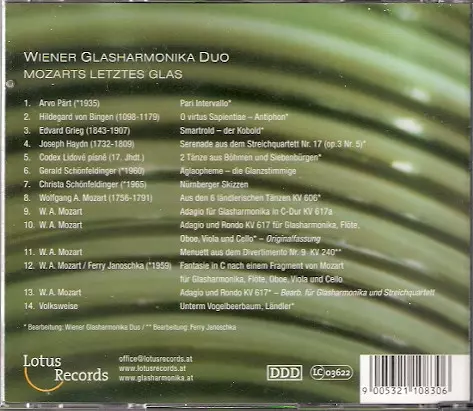 WIENER GLASHARMONIKA DUO
MOZARTS LETZTES GLAS
1. Arvo Pärt (*1935) Pari Intervallo*
2. Hildegard von Bingen (1098-1179) O virtus Sapientiae – Antiphon*
3. Edvard Grieg (1843-1907) Smartrold – der Kobold*
4. Joseph Haydn (1732-1809) Serenade aus dem Streichquartett Nr. 17 (op.3 Nr. 5)*
5. Codex Lidové písně (17. Jhdt.) 2 Tänze aus Böhmen und Siebenbürgen*
6. Gerald Schönfeldinger (*1960) Aglaopheme – die Glanzstimmige
7. Christa Schönfeldinger (*1965) Nürnberger Skizzen
8. Wolfgang A. Mozart (1756-1791) Aus den 6 ländlerischen Tänzen KV 606*
9. W. A. Mozart Adagio für Glasharmonika in C-Dur KV 617a
10. W. A. Mozart Adagio und Rondo KV 617 für Glasharmonika, Flöte,
Oboe, Viola und Cello* – Originalfassung
11. W. A. Mozart Menuett aus dem Divertimento Nr. 9 KV 240**
12. W. A. Mozart / Ferry Janoschka (*1959) Fantasie in C nach einem Fragment von Mozart
für Glasharmonika, Flöte, Oboe, Viola und Cello
13. W. A. Mozart Adagio und Rondo KV 617* – Bearb. für Glasharmonika und Streichquartett
14. Volksweise Unterm Vogelbeerbaum, Ländler*
* Bearbeitung: Wiener Glasharmonika Duo / ** Bearbeitung: Ferry Janoschka
Lotus
Records
office@lotusrecords.at
www.lotusrecords.at
www.glasharmonika.at
DDD
LC 03622
9 005321 108306